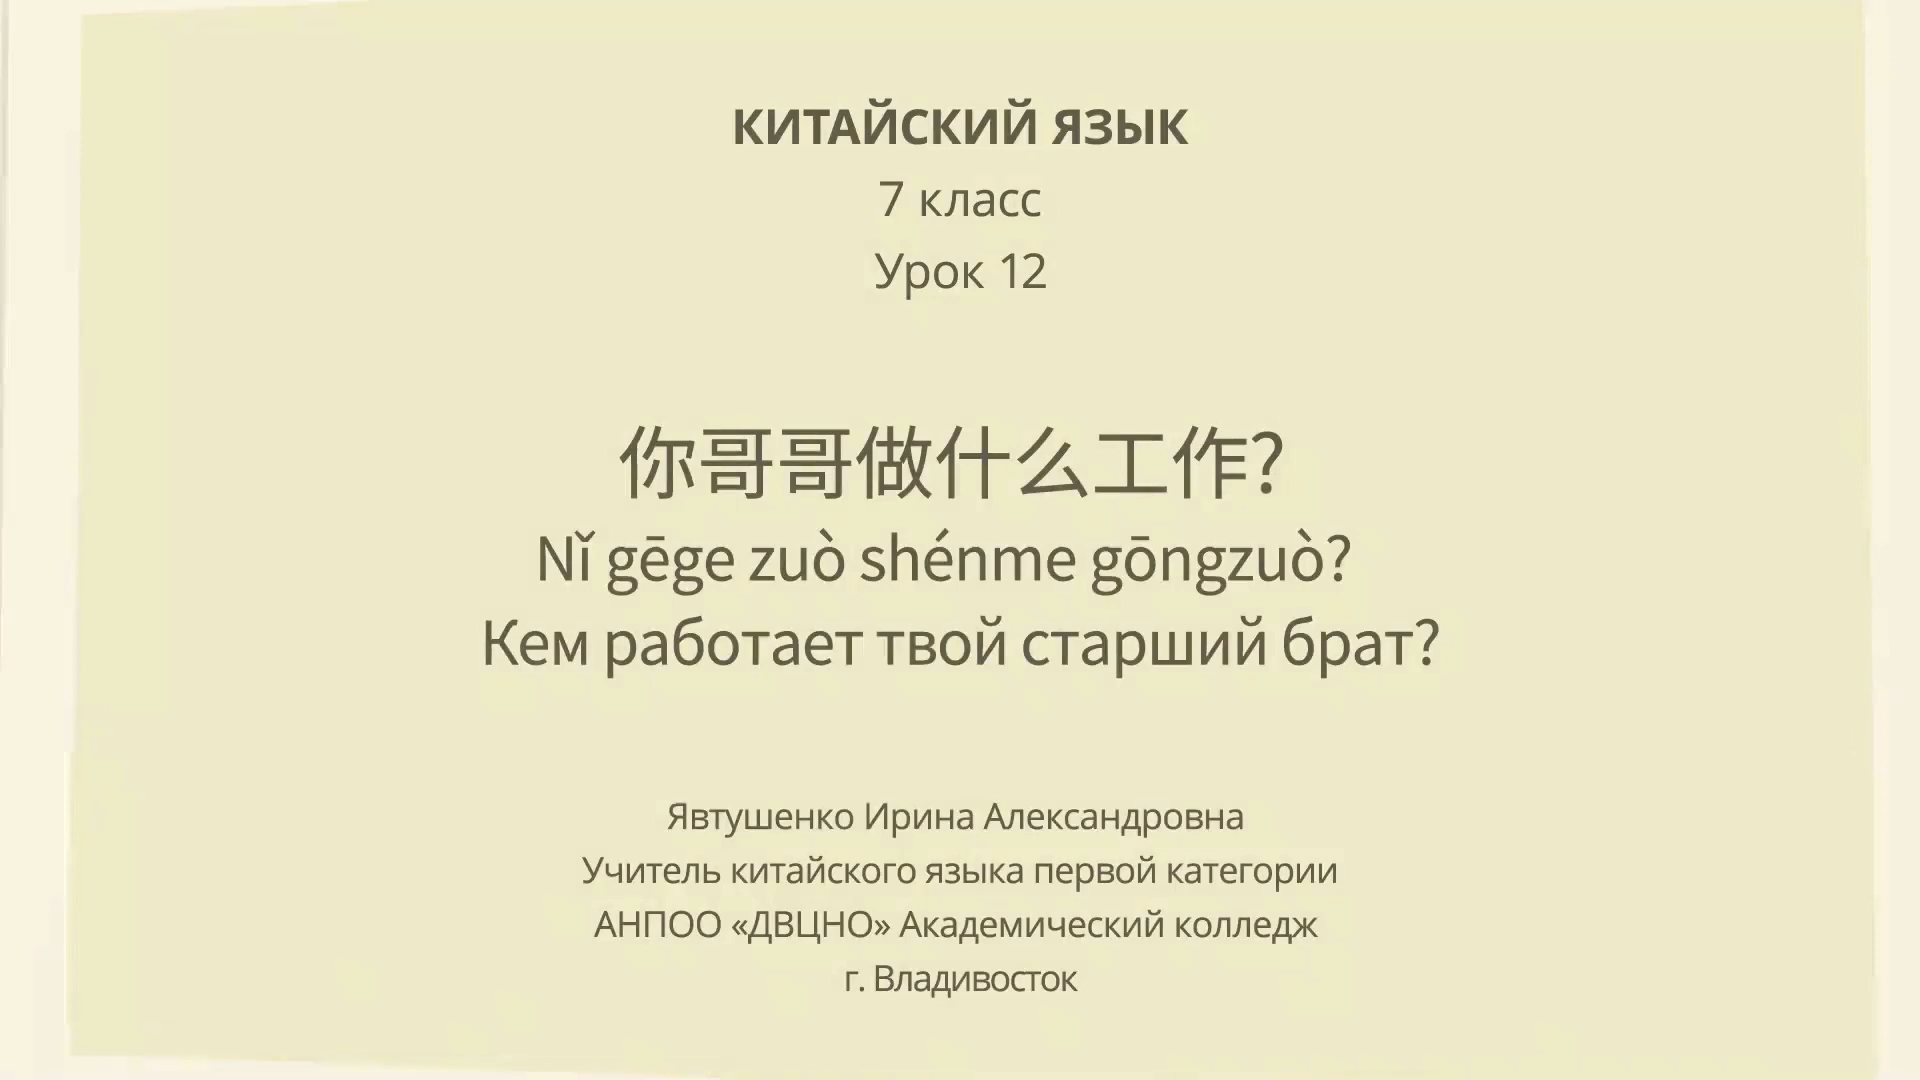 КИТАЙСКИЙ ЯЗЫК
7 класс
Урок 12
你哥哥做什么工作?
Nǐ gēge zuò shénme gōngzuò?
Кем работает твой старший брат?
Явтушенко Ирина Александровна
Учитель китайского языка первой категории
АНПОО «ДВЦНО» Академический колледж
г. Владивосток